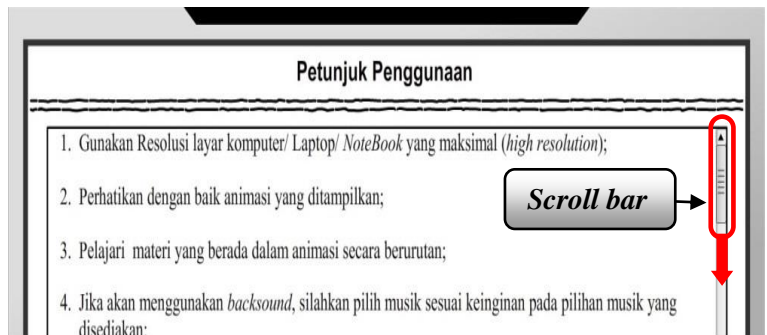 Petunjuk Penggunaan
1. Gunakan Resolusi layar komputer/ Laptop/ NoteBook yang maksimal (high resolution);
2. Perhatikan dengan baik animasi yang ditampilkan;
Scroll bar
3. Pelajari materi yang berada dalam animasi secara berurutan;
4. Jika akan menggunakan backsound, silahkan pilih musik sesuai keinginan pada pilihan musik yang
disediakan;